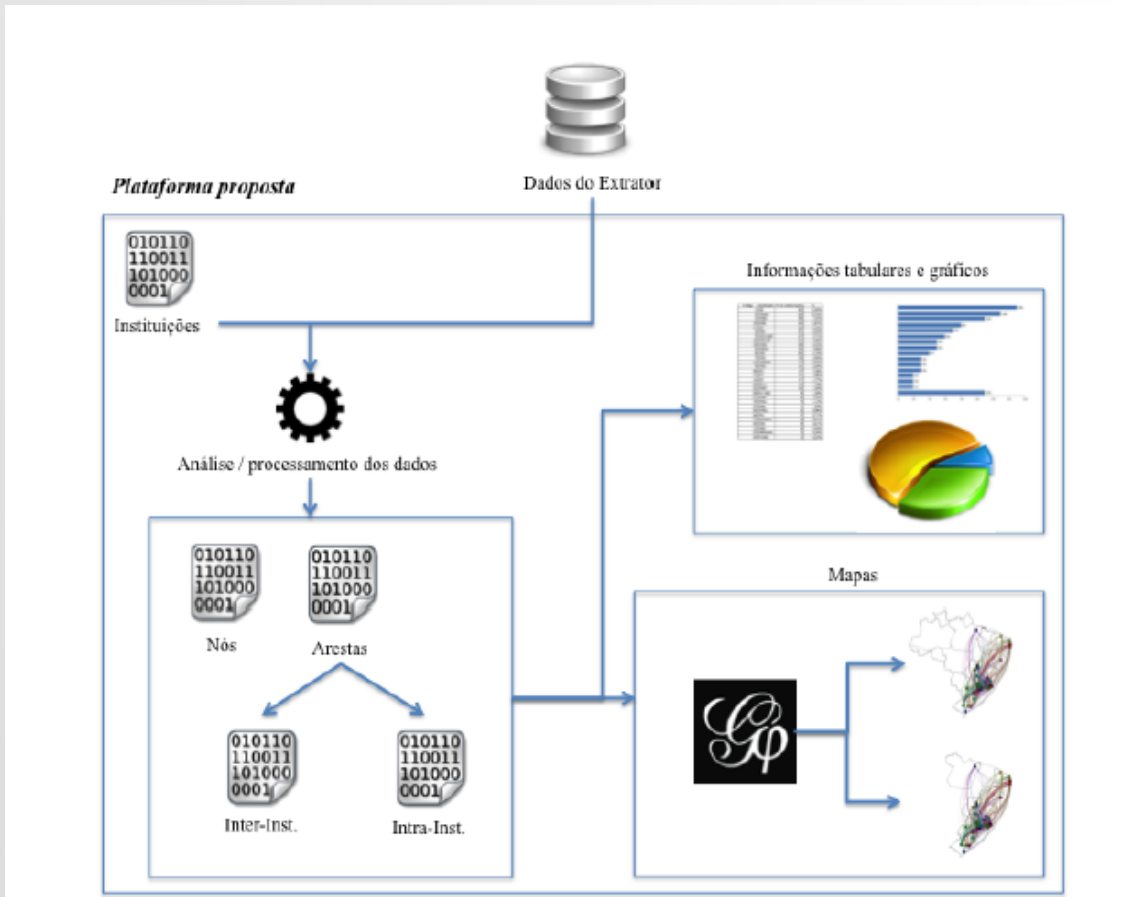 Dados do Extrator
Plataforma proposta
010110
110011
101000
0001
Instituições
Análise / processamento dos dados
010110
110011
101000
0001
Nós
010110
110011
101000
0001
Arestas
010110
110011
101000
0001
Inter-Inst.
010110
110011
101000
0001
Intra-Inst.
Informações tabulares e gráficos
Mapas
Gφ